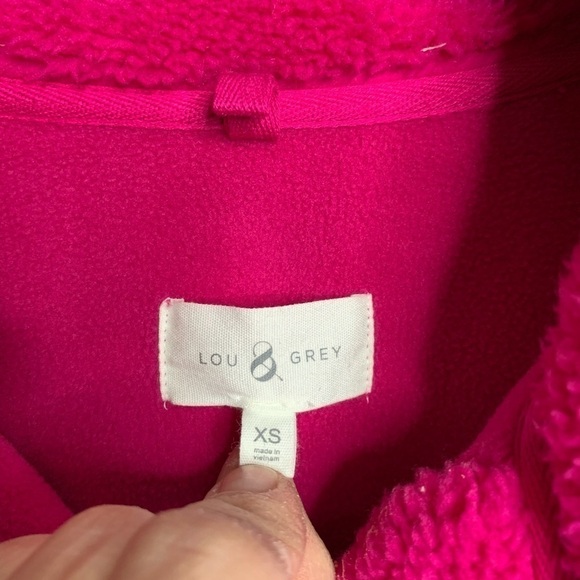 LOU & GREY
XS
made in
vietnam